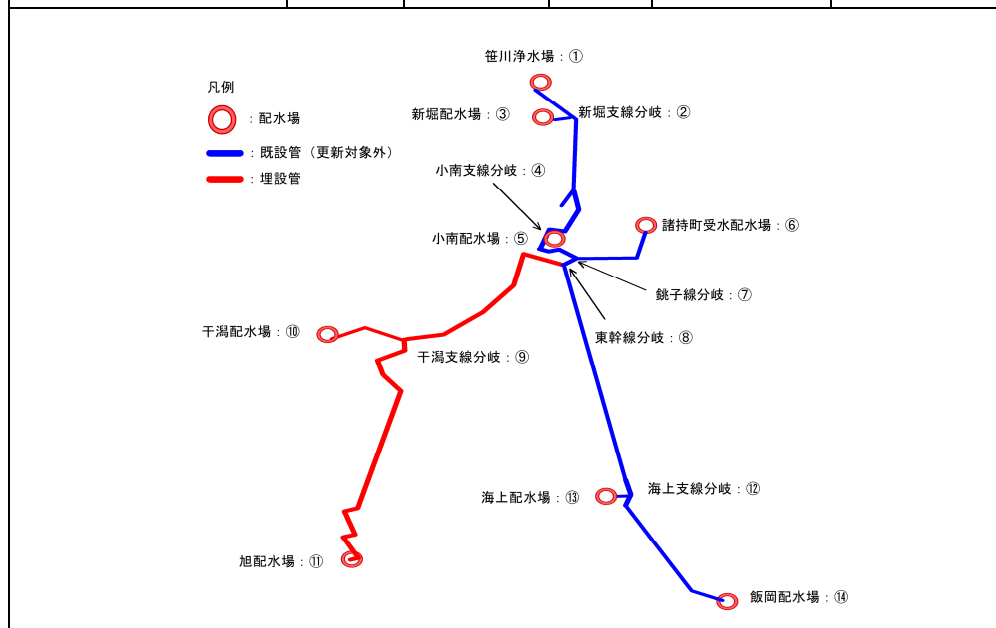 笹川浄水場：①
凡例
：配水場
：既設管（更新対象外）
：埋設管
新堀配水場：③
新堀支線分岐：②
小南支線分岐：④
小南配水場：⑤
諸持町受水配水場：⑥
銚子線分岐：⑦
東幹線分岐：⑧
干潟配水場：⑩
干潟支線分岐：⑨
海上配水場：⑬
海上支線分岐：⑫
旭配水場：⑪
飯岡配水場：⑭